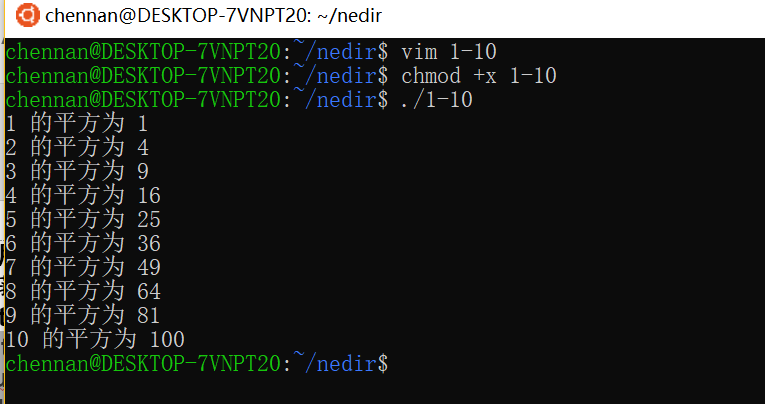 chennan@DESKTOP-7VNPT20: ~/nedir
chennan@DESKTOP-7VNPT20:~/nedir$ vim 1-10
chennan@DESKTOP-7VNPT20:~/nedir$ chmod +x 1-10
chennan@DESKTOP-7VNPT20:~/nedir$ ./1-10
1 的平方为 1
2 的平方为 4
3 的平方为 9
4 的平方为 16
5 的平方为 25
6 的平方为 36
7 的平方为 49
8 的平方为 64
9 的平方为 81
10 的平方为 100
chennan@DESKTOP-7VNPT20:~/nedir$